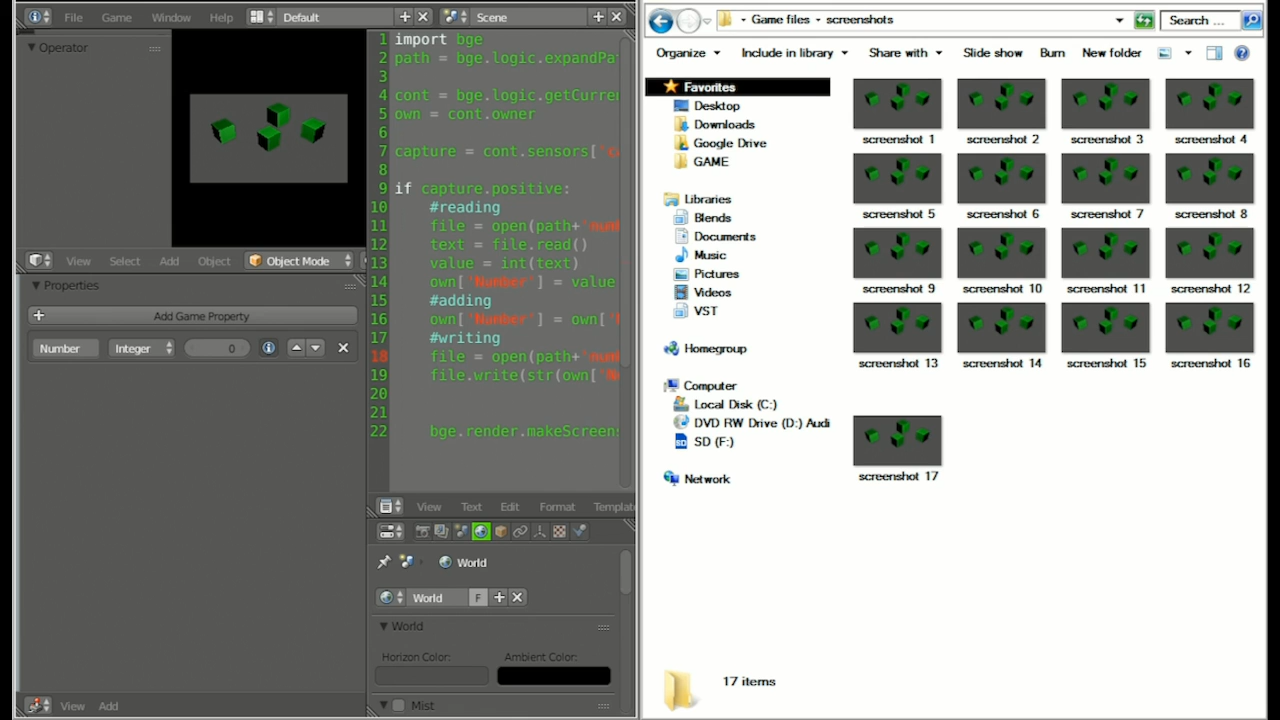 File Game Window Help Default Scene
Operator
1 import bge
2 path = bge.logic.expandPa
3
4 cont = bge.logic.getCurre
5 own = cont.owner
6
7 capture = cont.sensors['
8
9 if capture.positive:
10 #reading
11 file = open(path+'num
12 text = file.read()
13 value = int(text)
14 own['Number'] = value
15 #adding
16 own['Number'] = own['
17 #writing
18 file = open(path+'num
19 file.write(str(own['
20
21
22 bge.render.makeScreens
View Select Add Object Object Mode
Properties
Add Game Property
Number Integer 0
View Text Edit Format Templat
World
World F
World
Horizon Color: Ambient Color:
Mist
View Add
Game files screenshots Search ...
Organize Include in library Share with Slide show Burn New folder
Favorites
Desktop
Downloads
Google Drive
GAME
Libraries
Blends
Documents
Music
Pictures
Videos
VST
Homegroup
Computer
Local Disk (C:)
DVD RW Drive (D:) Audi
SD (F:)
Network
screenshot 1 screenshot 2 screenshot 3 screenshot 4
screenshot 5 screenshot 6 screenshot 7 screenshot 8
screenshot 9 screenshot 10 screenshot 11 screenshot 12
screenshot 13 screenshot 14 screenshot 15 screenshot 16
screenshot 17
17 items